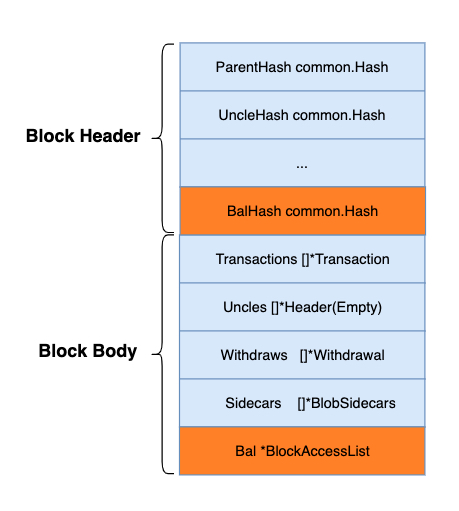 ParentHash common.Hash
UncleHash common.Hash
Block Header
...
BalHash common.Hash
Transactions []*Transaction
Uncles []*Header(Empty)
Block Body
Withdraws []*Withdrawal
Sidecars []*BlobSidecars
Bal *BlockAccessList